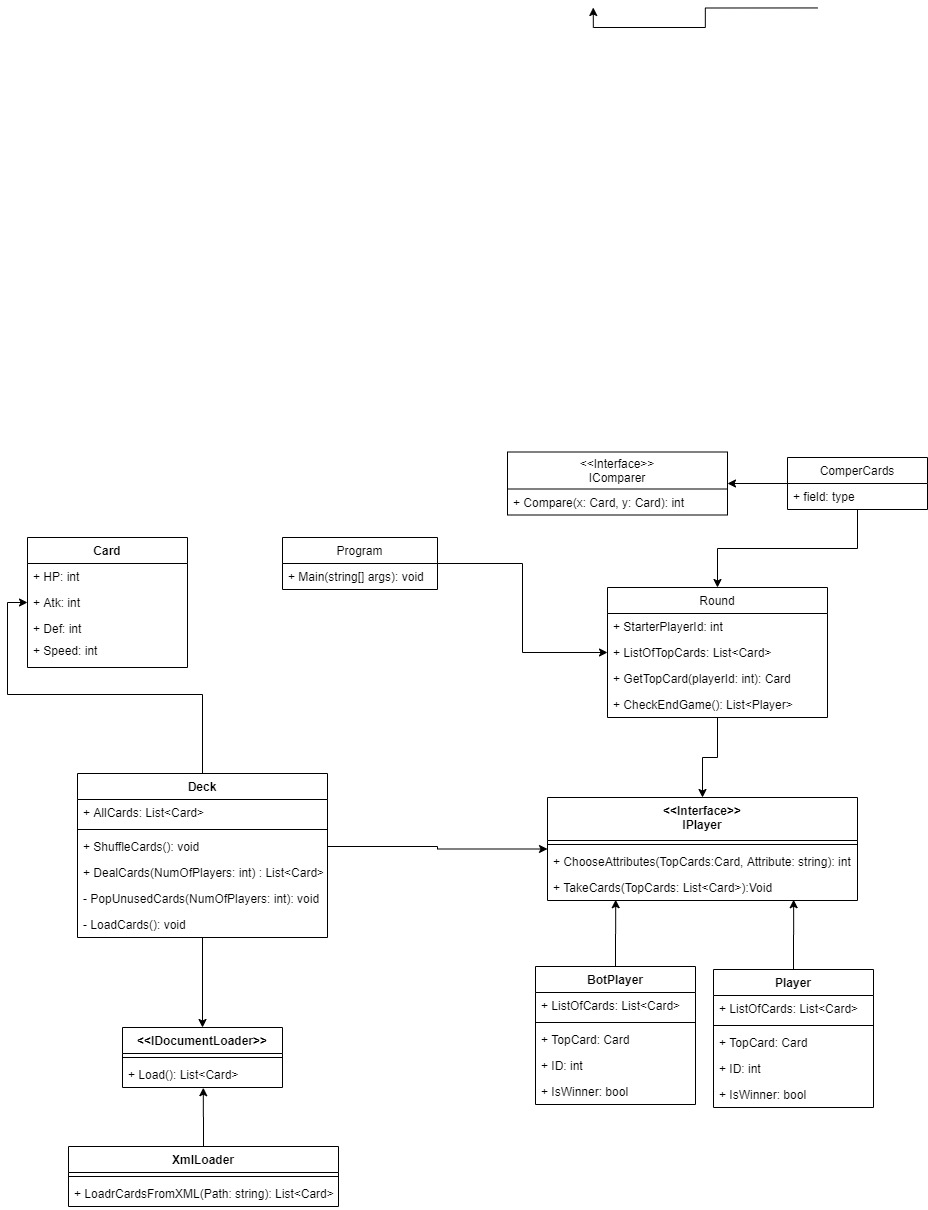 <<Interface>>
IComparer
+ Compare(x: Card, y: Card): int
ComperCards
+ field: type
Card
+ HP: int
+ Atk: int
+ Def: int
+ Speed: int
Program
+ Main(string[] args): void
Round
+ StarterPlayerId: int
+ ListOfTopCards: List<Card>
+ GetTopCard(playerId: int): Card
+ CheckEndGame(): List<Player>
Deck
+ AllCards: List<Card>
+ ShuffleCards(): void
+ DealCards(NumOfPlayers: int) : List<Card>
- PopUnusedCards(NumOfPlayers: int): void
- LoadCards(): void
<<Interface>>
IPlayer
+ ChooseAttributes(TopCards:Card, Attribute: string): int
+ TakeCards(TopCards: List<Card>):Void
BotPlayer
+ ListOfCards: List<Card>
+ TopCard: Card
+ ID: int
+ IsWinner: bool
Player
+ ListOfCards: List<Card>
+ TopCard: Card
+ ID: int
+ IsWinner: bool
<<IDocumentLoader>>
+ Load(): List<Card>
XmlLoader
+ LoadrCardsFromXML(Path: string): List<Card>